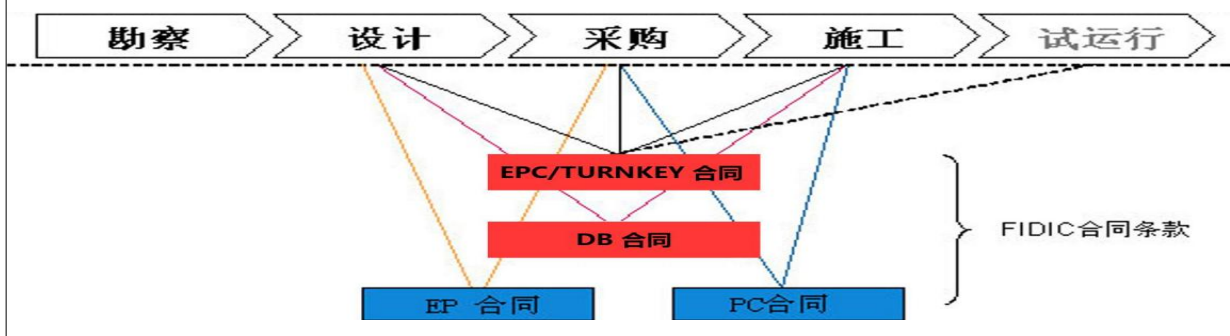 勘察 设计 采购 施工 试运行
EPC/TURNKEY 合同
DB 合同
FIDIC合同条款
EP 合同
PC合同